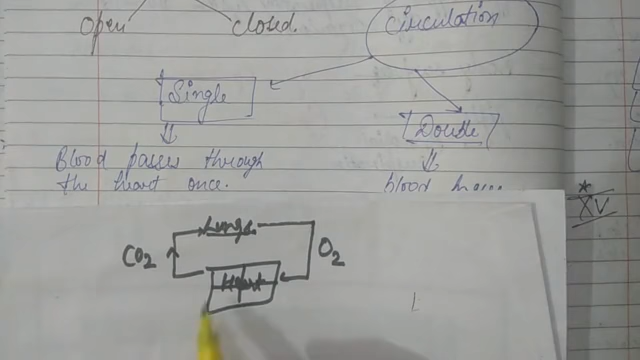 open closed. Circulation
Single
Double
Blood passes through
the heart once.
blood
XV
Lungs
CO2 O2
Heart